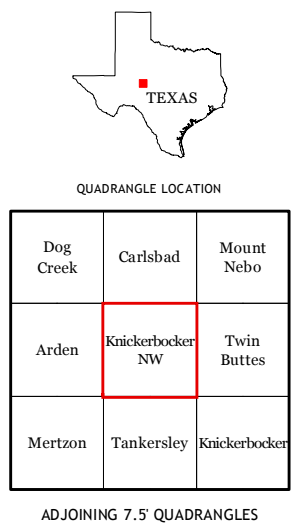 TEXAS
QUADRANGLE LOCATION
Dog
Creek
Carlsbad
Mount
Nebo
Arden
Knickerbocker
NW
Twin
Buttes
Mertzon
Tankersley
Knickerbocker
ADJOINING 7.5' QUADRANGLES